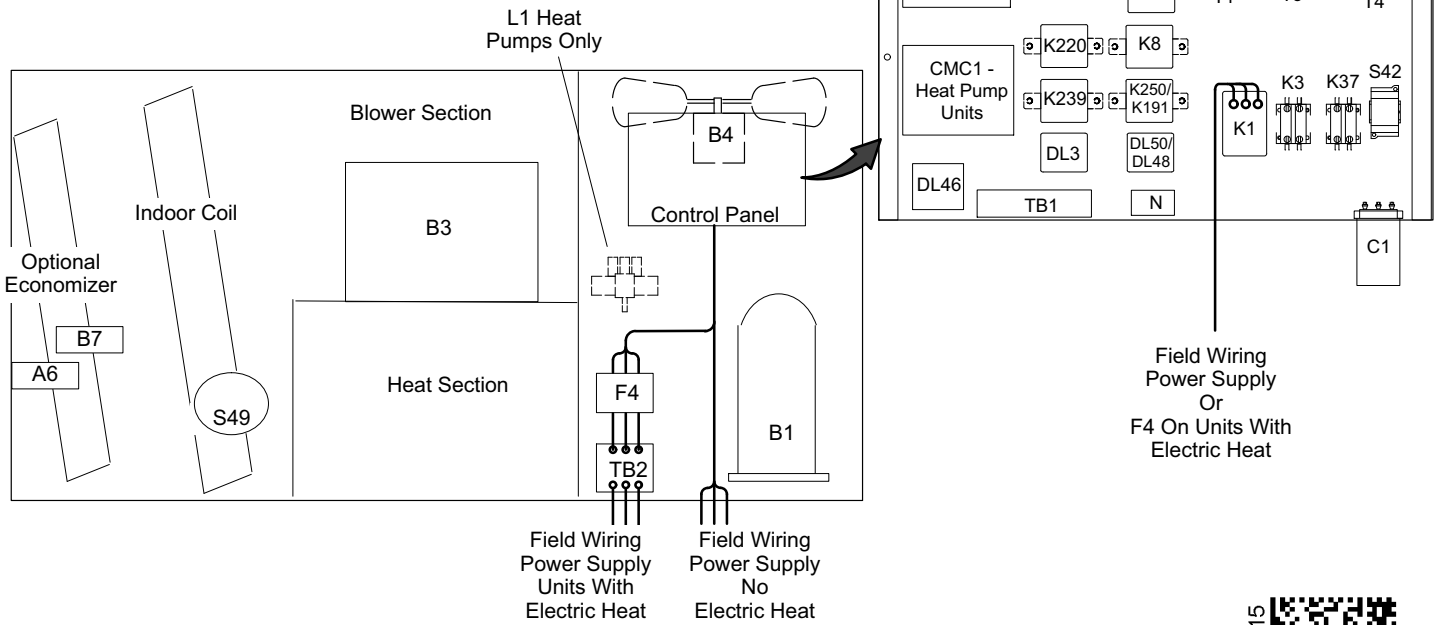 L1 Heat
Pumps Only
Blower Section
B4
Control Panel
Indoor Coil
B3
Optional
Economizer
B7
A6
S49
Heat Section
F4
TB2
B1
Field Wiring
Power Supply
Units With
Electric Heat
Field Wiring
Power Supply
No
Electric Heat
K220
K8
CMC1 -
Heat Pump
Units
K239
K250/
K191
DL3
DL50/
DL48
DL46
TB1
N
K1
K3
K37
S42
C1
Field Wiring
Power Supply
Or
F4 On Units With
Electric Heat